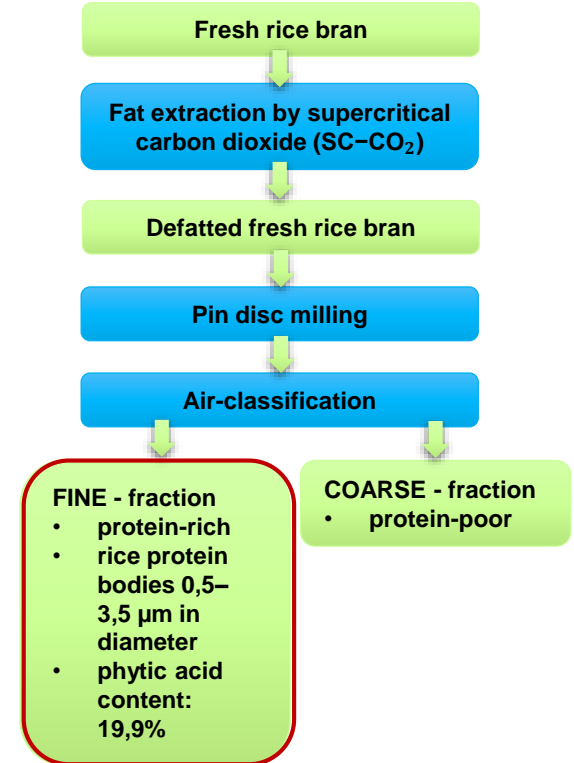 Fresh rice bran
Fat extraction by supercritical
carbon dioxide (SC−CO₂)
Defatted fresh rice bran
Pin disc milling
Air-classification
FINE - fraction
• protein-rich
• rice protein
bodies 0,5–
3,5 µm in
diameter
• phytic acid
content:
19,9%
COARSE - fraction
• protein-poor